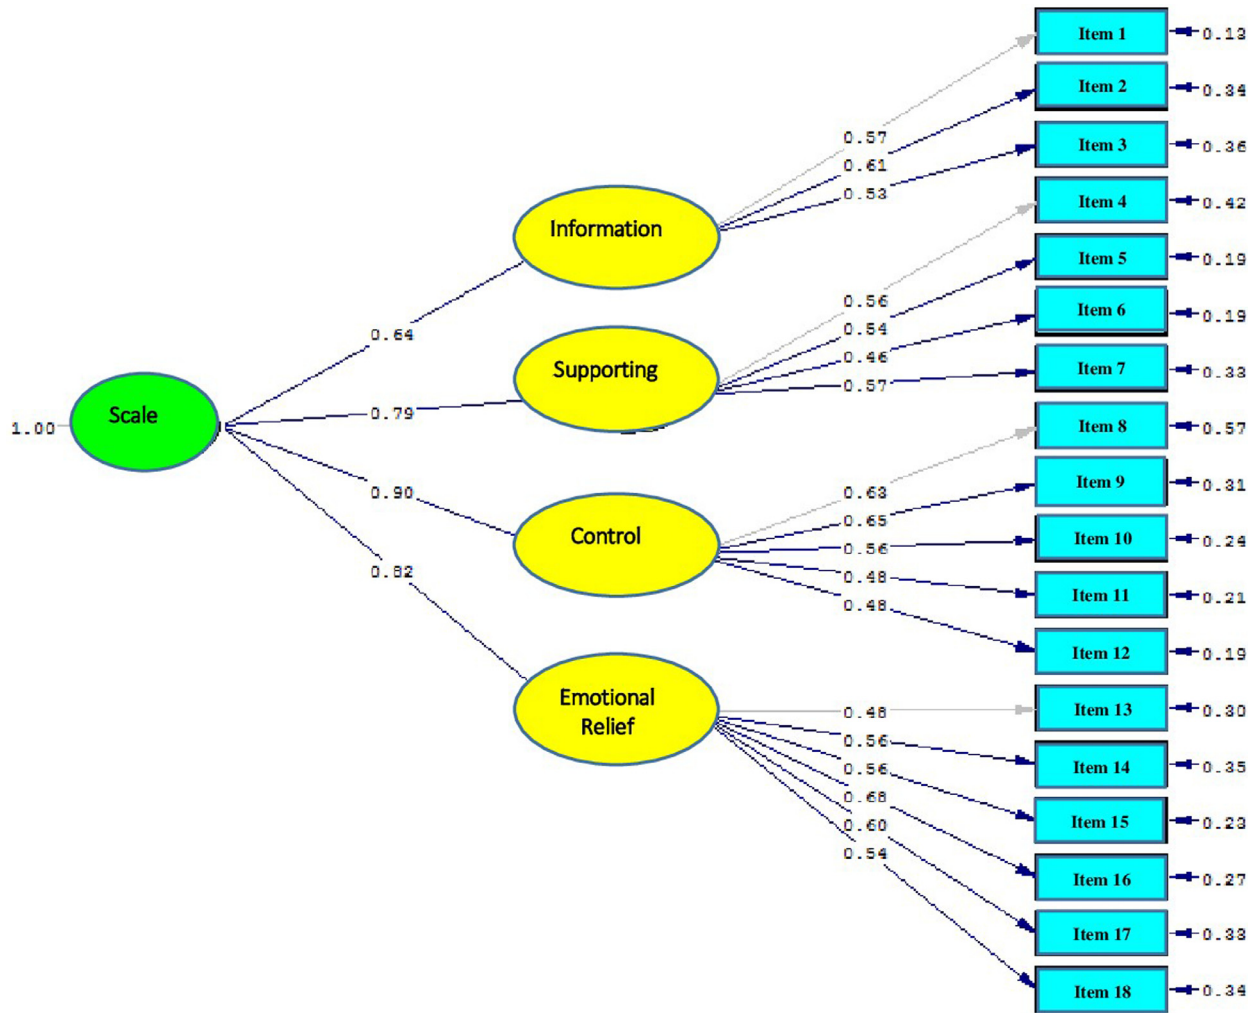 Item 1
0.13
Item 2
0.34
0.57
0.61
Item 3
0.36
0.53
Item 4
0.42
Information
Item 5
0.19
0.56
0.54
Item 6
0.19
0.64
0.46
Supporting
Item 7
0.33
0.57
0.79
Scale
1.00
Item 8
0.57
0.63
Item 9
0.31
0.90
0.65
Control
Item 10
0.24
0.56
0.82
0.48
Item 11
0.21
0.48
Item 12
0.19
Emotional
Relief
0.48
Item 13
0.30
0.56
Item 14
0.35
0.56
0.68
Item 15
0.23
0.60
0.54
Item 16
0.27
Item 17
0.33
Item 18
0.34